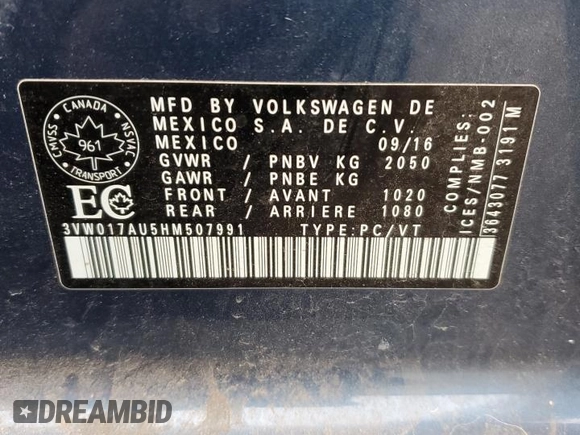 CANADA
CMVSS
NSVAC
961
TRANSPORT
EC
MFD BY VOLKSWAGEN DE
MEXICO S.A. DE C.V.
MEXICO 09/16
GVWR / PNBV KG 2050
GAWR / PNBE KG
FRONT / AVANT 1020
REAR / ARRIERE 1080
3VW017AU5HM507991 TYPE:PC/VT
COMPLIES:
ICES/NMB-002
3643077 3191 M
DREAMBID